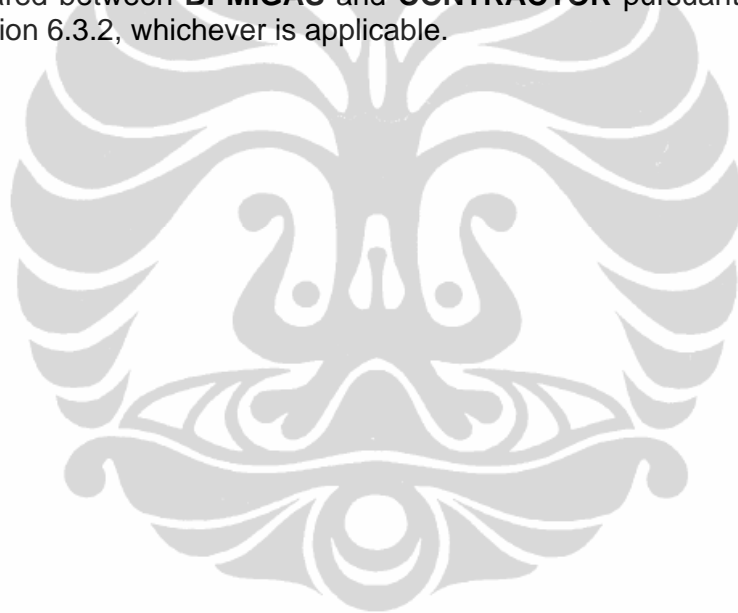 ared between BPMIGAS and CONTRACTOR pursuant
ion 6.3.2, whichever is applicable.